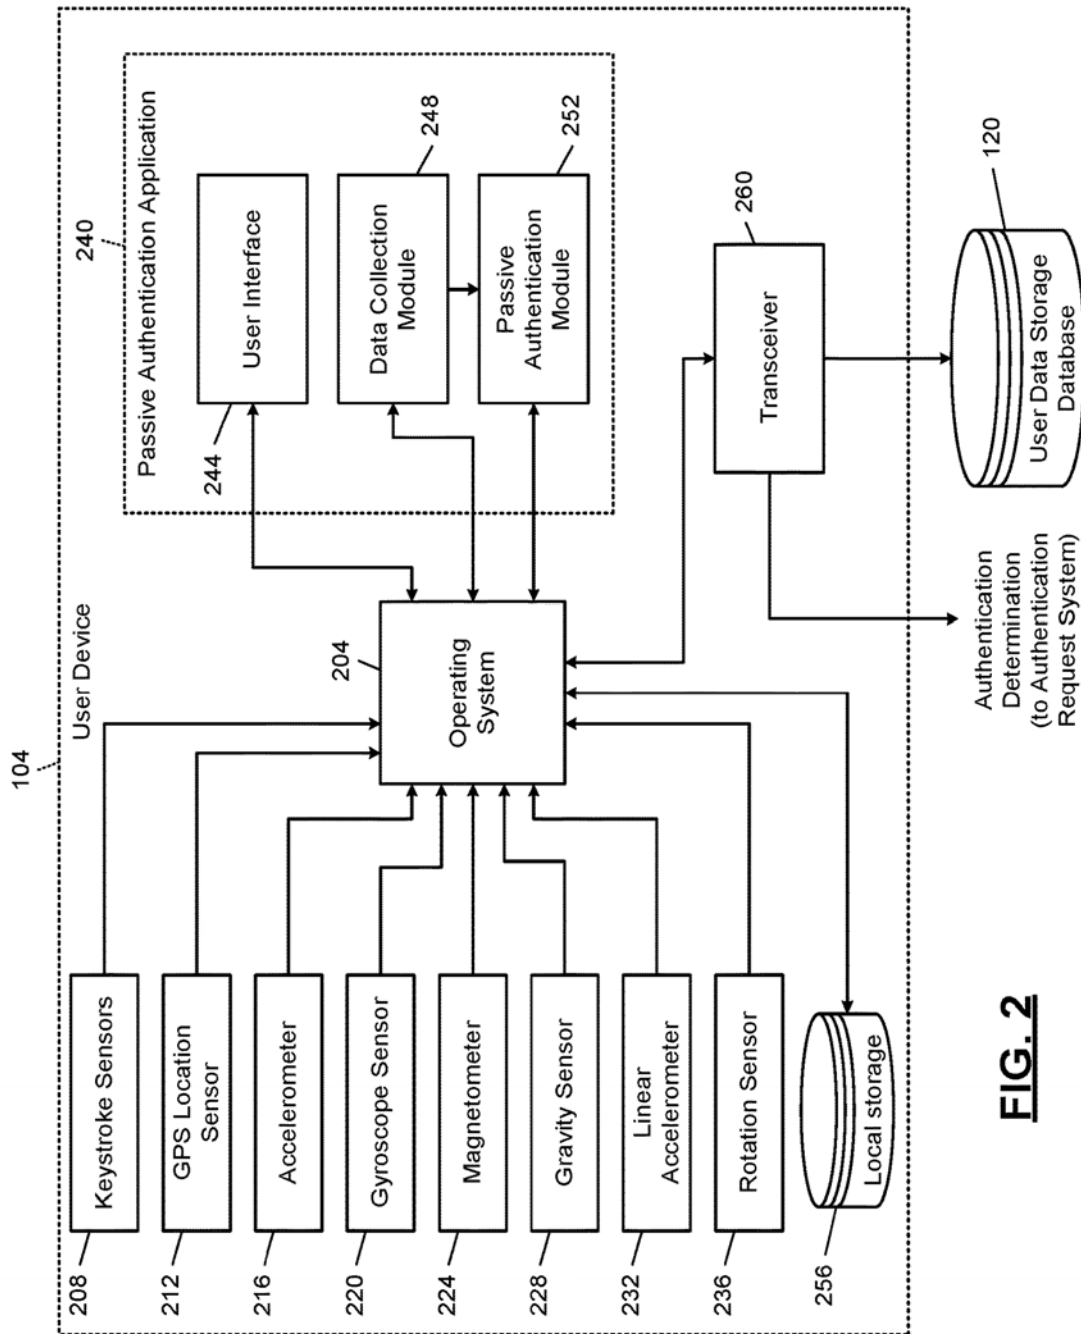 104
User Device
208
Keystroke Sensors
212
GPS Location
Sensor
216
Accelerometer
220
Gyroscope Sensor
224
Magnetometer
228
Gravity Sensor
232
Linear
Accelerometer
236
Rotation Sensor
256
Local storage
204
Operating
System
240
Passive Authentication Application
244
User Interface
248
Data Collection
Module
252
Passive
Authentication
Module
260
Transceiver
120
User Data Storage
Database
Authentication
Determination
(to Authentication
Request System)
FIG. 2